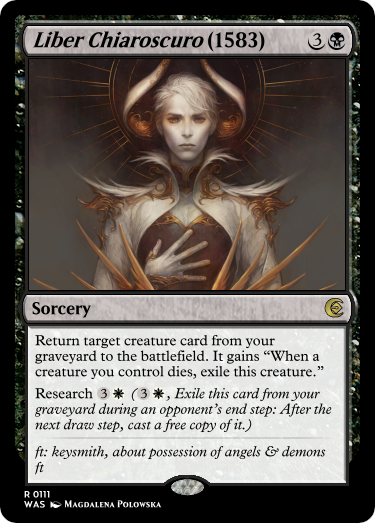 Liber Chiaroscuro (1583) 3
Sorcery
Return target creature card from your
graveyard to the battlefield. It gains “When a
creature you control dies, exile this creature.”
Research 3 (3, Exile this card from your
graveyard during an opponent's end step: After the
next draw step, cast a free copy of it.)
ft: keysmith, about possession of angels & demons
ft
R 0111
WAS Magdalena Polowska